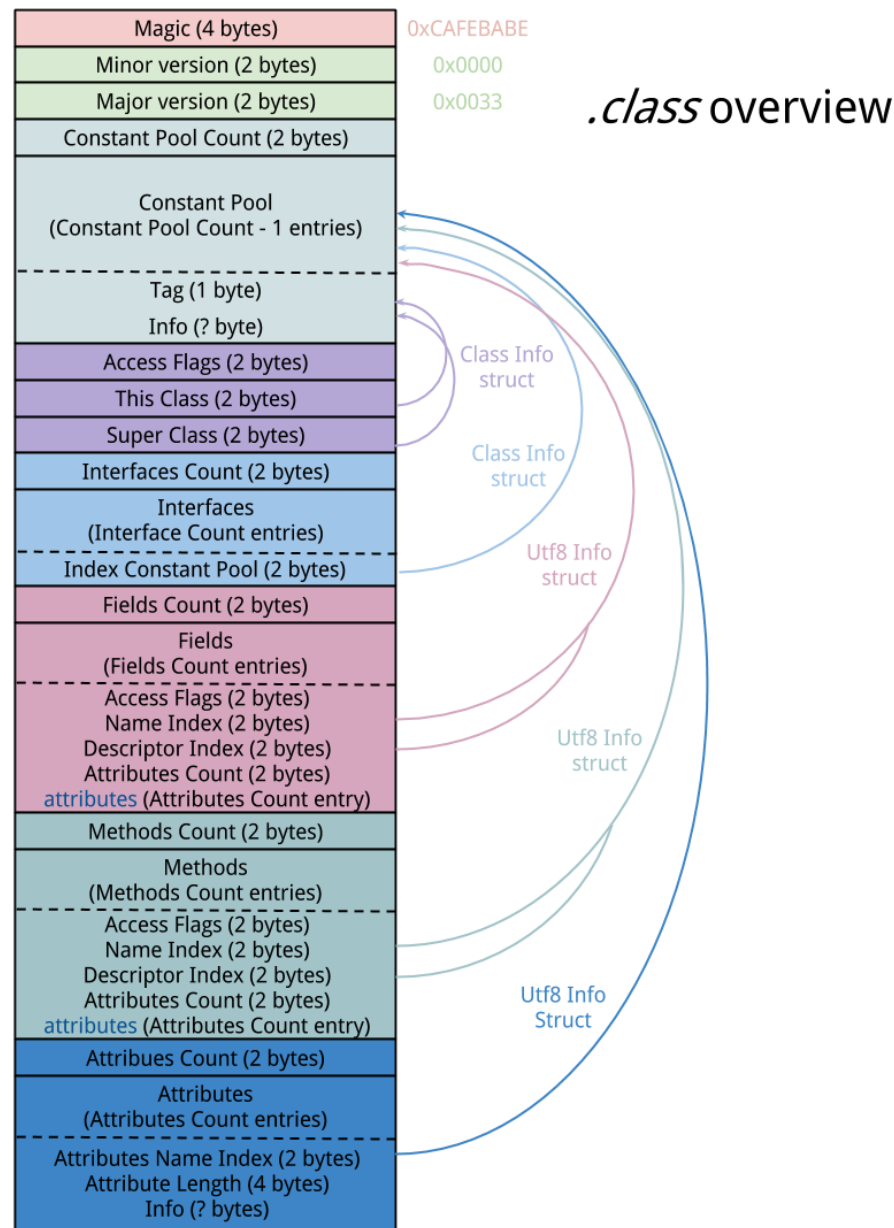 Magic (4 bytes)
0xCAFEBABE
Minor version (2 bytes)
0x0000
Major version (2 bytes)
0x0033
.class overview
Constant Pool Count (2 bytes)
Constant Pool
(Constant Pool Count - 1 entries)
Tag (1 byte)
Info (? byte)
Access Flags (2 bytes)
This Class (2 bytes)
Super Class (2 bytes)
Class Info
struct
Interfaces Count (2 bytes)
Interfaces
(Interface Count entries)
Index Constant Pool (2 bytes)
Class Info
struct
Fields Count (2 bytes)
Fields
(Fields Count entries)
Access Flags (2 bytes)
Name Index (2 bytes)
Descriptor Index (2 bytes)
Attributes Count (2 bytes)
attributes (Attributes Count entry)
Utf8 Info
struct
Methods Count (2 bytes)
Methods
(Methods Count entries)
Access Flags (2 bytes)
Name Index (2 bytes)
Descriptor Index (2 bytes)
Attributes Count (2 bytes)
attributes (Attributes Count entry)
Utf8 Info
struct
Attribues Count (2 bytes)
Attributes
(Attributes Count entries)
Attributes Name Index (2 bytes)
Attribute Length (4 bytes)
Info (? bytes)
Utf8 Info
Struct